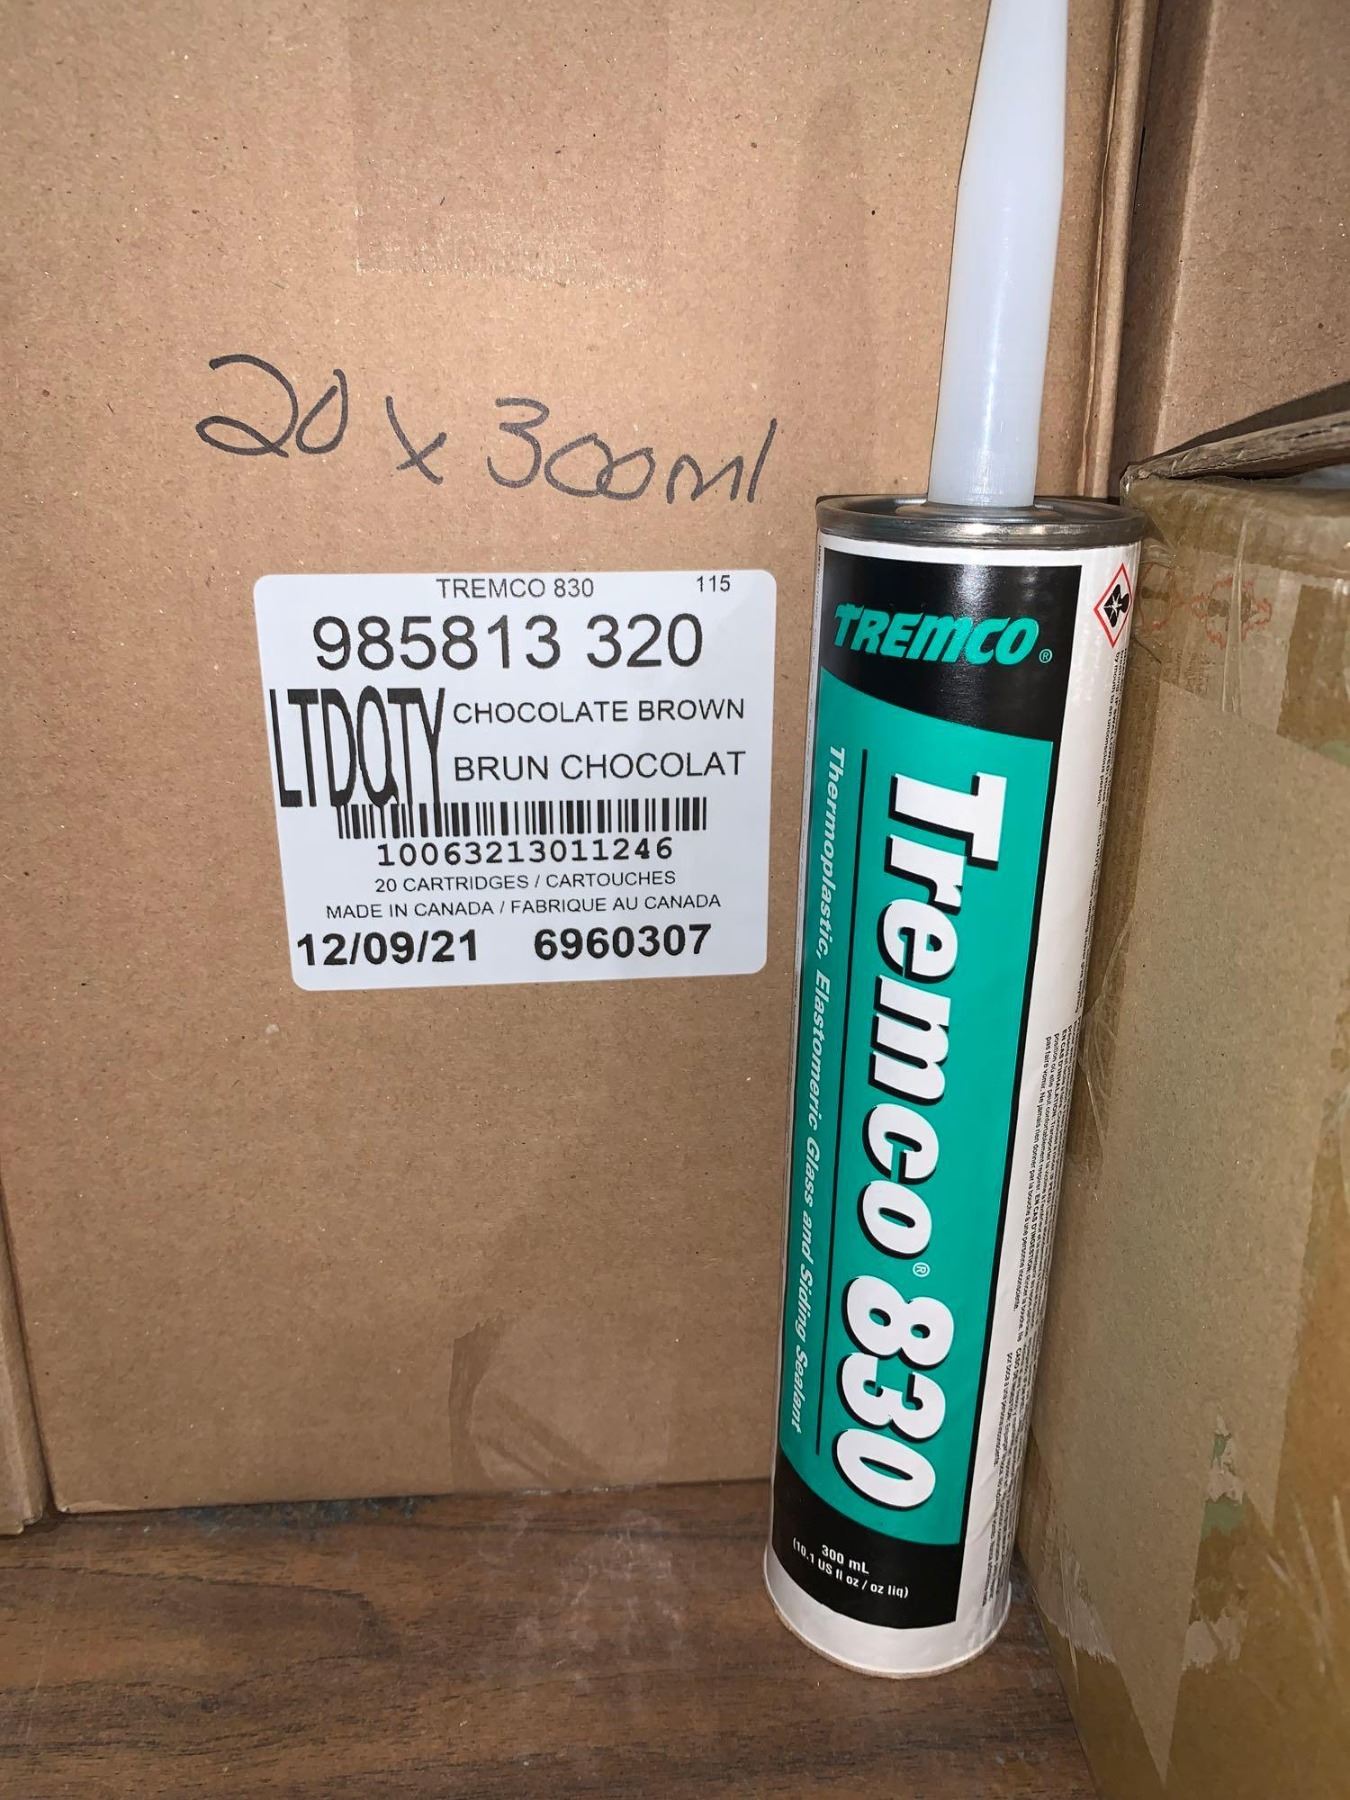 20 x 300ml
TREMCO 830 115
985813 320
LTDQTY
CHOCOLATE BROWN
BRUN CHOCOLAT
10063213011246
20 CARTRIDGES / CARTOUCHES
MADE IN CANADA / FABRIQUE AU CANADA
12/09/21 6960307
TREMCO®
Tremco® 830
Thermoplastic, Elastomeric Glass and Siding Sealant
300 mL
(10.1 US fl oz / oz liq)